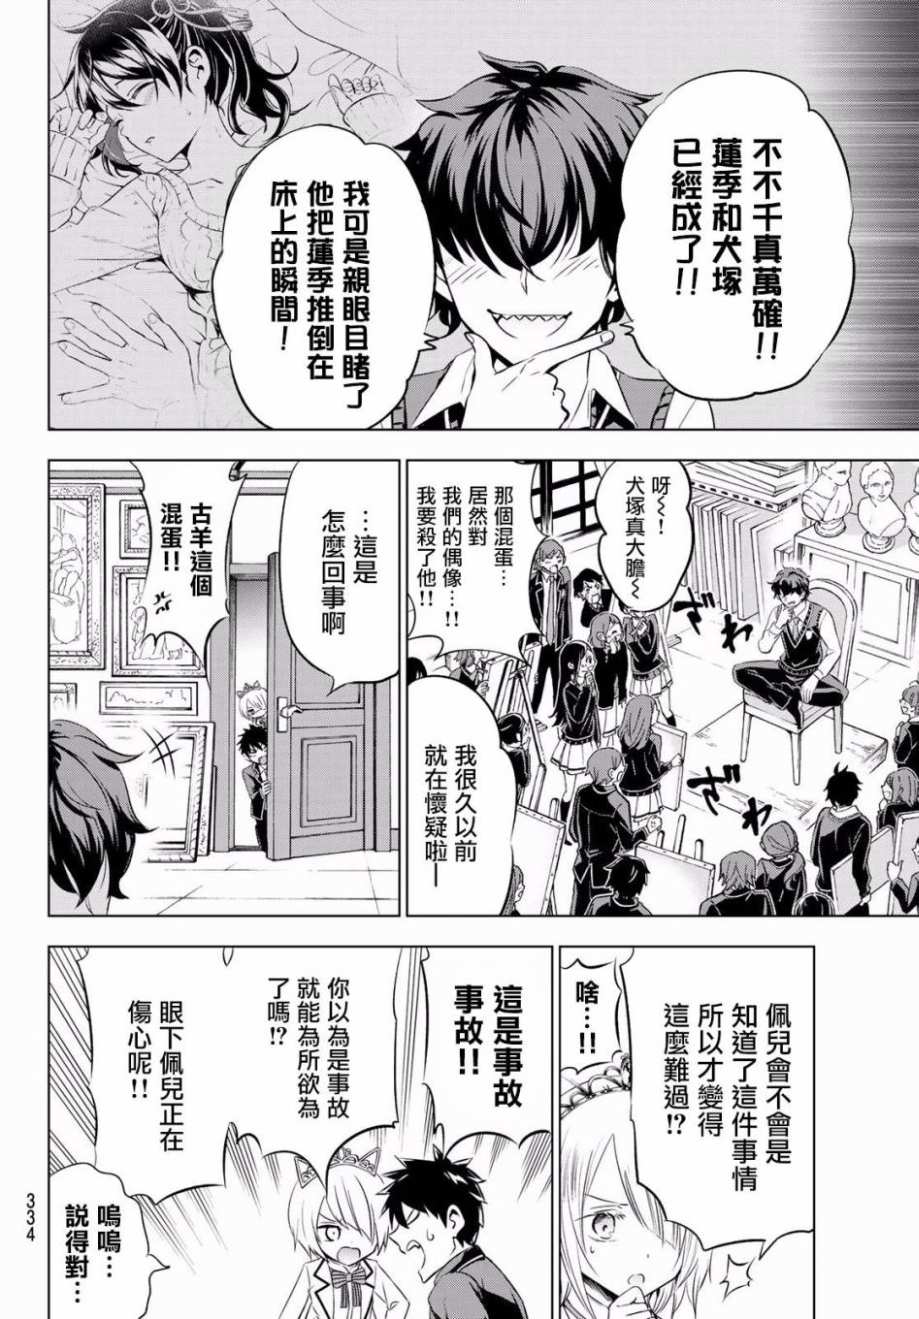 不不千真萬確!!
蓮季和犬塚
已經成了!!
我可是親眼目睹了
他把蓮季推倒在
床上的瞬間!
呀～!
犬塚真大膽～
那個混蛋…
居然對
我們的偶像…!!
我要殺了他!!
ざわ
ざわ
我很久以前
就在懷疑啦—
…這是
怎麼回事啊
古羊這個
混蛋!!
佩兒會不會是
知道了這件事情
所以才變得
這麼難過!?
啥…!!
這是事故
事故!!
你以為是事故
就能為所欲為
了嗎!?
眼下佩兒正在
傷心呢!!
嗚嗚…
說得對…
334